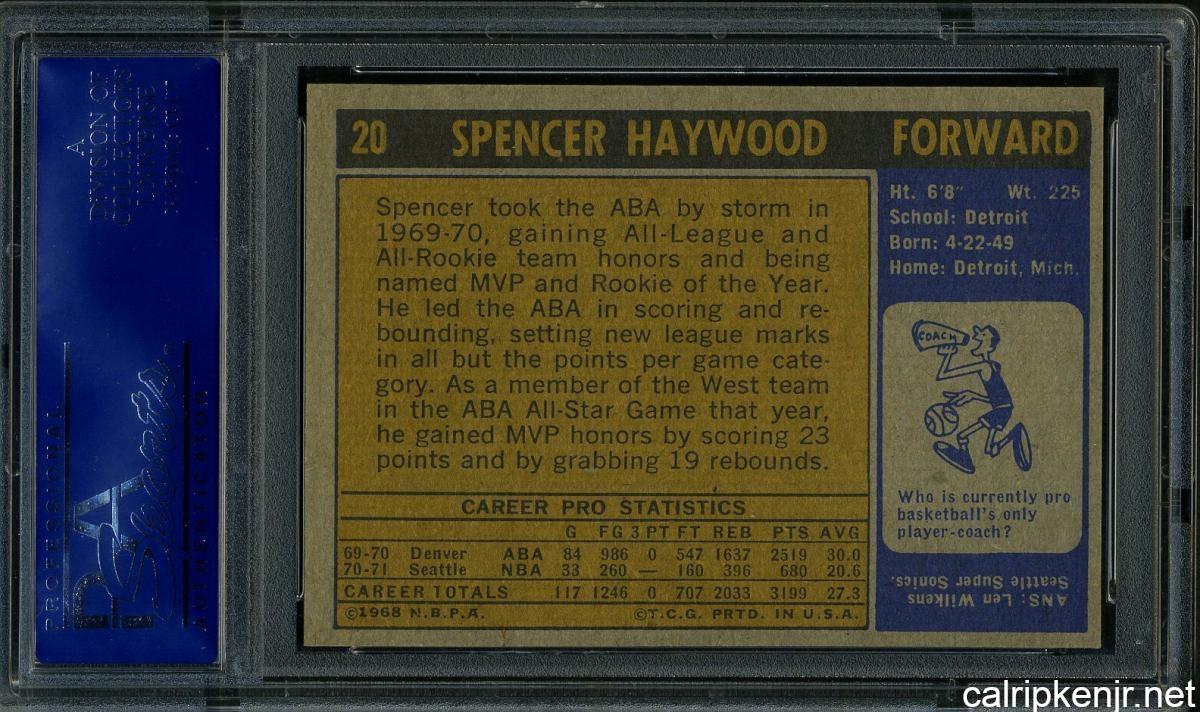 A
DIVISION OF
COLLECTORS
UNIVERSE
NASDAQ: CLCT
PROFESSIONAL
PSA
Sports
AUTHENTICATOR
20 SPENCER HAYWOOD FORWARD
Spencer took the ABA by storm in
1969-70, gaining All-League and
All-Rookie team honors and being
named MVP and Rookie of the Year.
He led the ABA in scoring and re-
bounding, setting new league marks
in all but the points per game cate-
gory. As a member of the West team
in the ABA All-Star Game that year,
he gained MVP honors by scoring 23
points and by grabbing 19 rebounds.
CAREER PRO STATISTICS
G FG 3 PT FT REB PTS AVG
69-70 Denver ABA 84 986 0 547 1637 2519 30.0
70-71 Seattle NBA 33 260 — 160 396 680 20.6
CAREER TOTALS 117 1246 0 707 2033 3199 27.3
©1968 N.B.P.A. ©T.C.G. PRTD. IN U.S.A.
Ht. 6'8" Wt. 225
School: Detroit
Born: 4-22-49
Home: Detroit, Mich.
COACH
Who is currently pro
basketball's only
player-coach?
ANS: Len Wilkens
Seattle Super Sonics.
calripkenjr.net